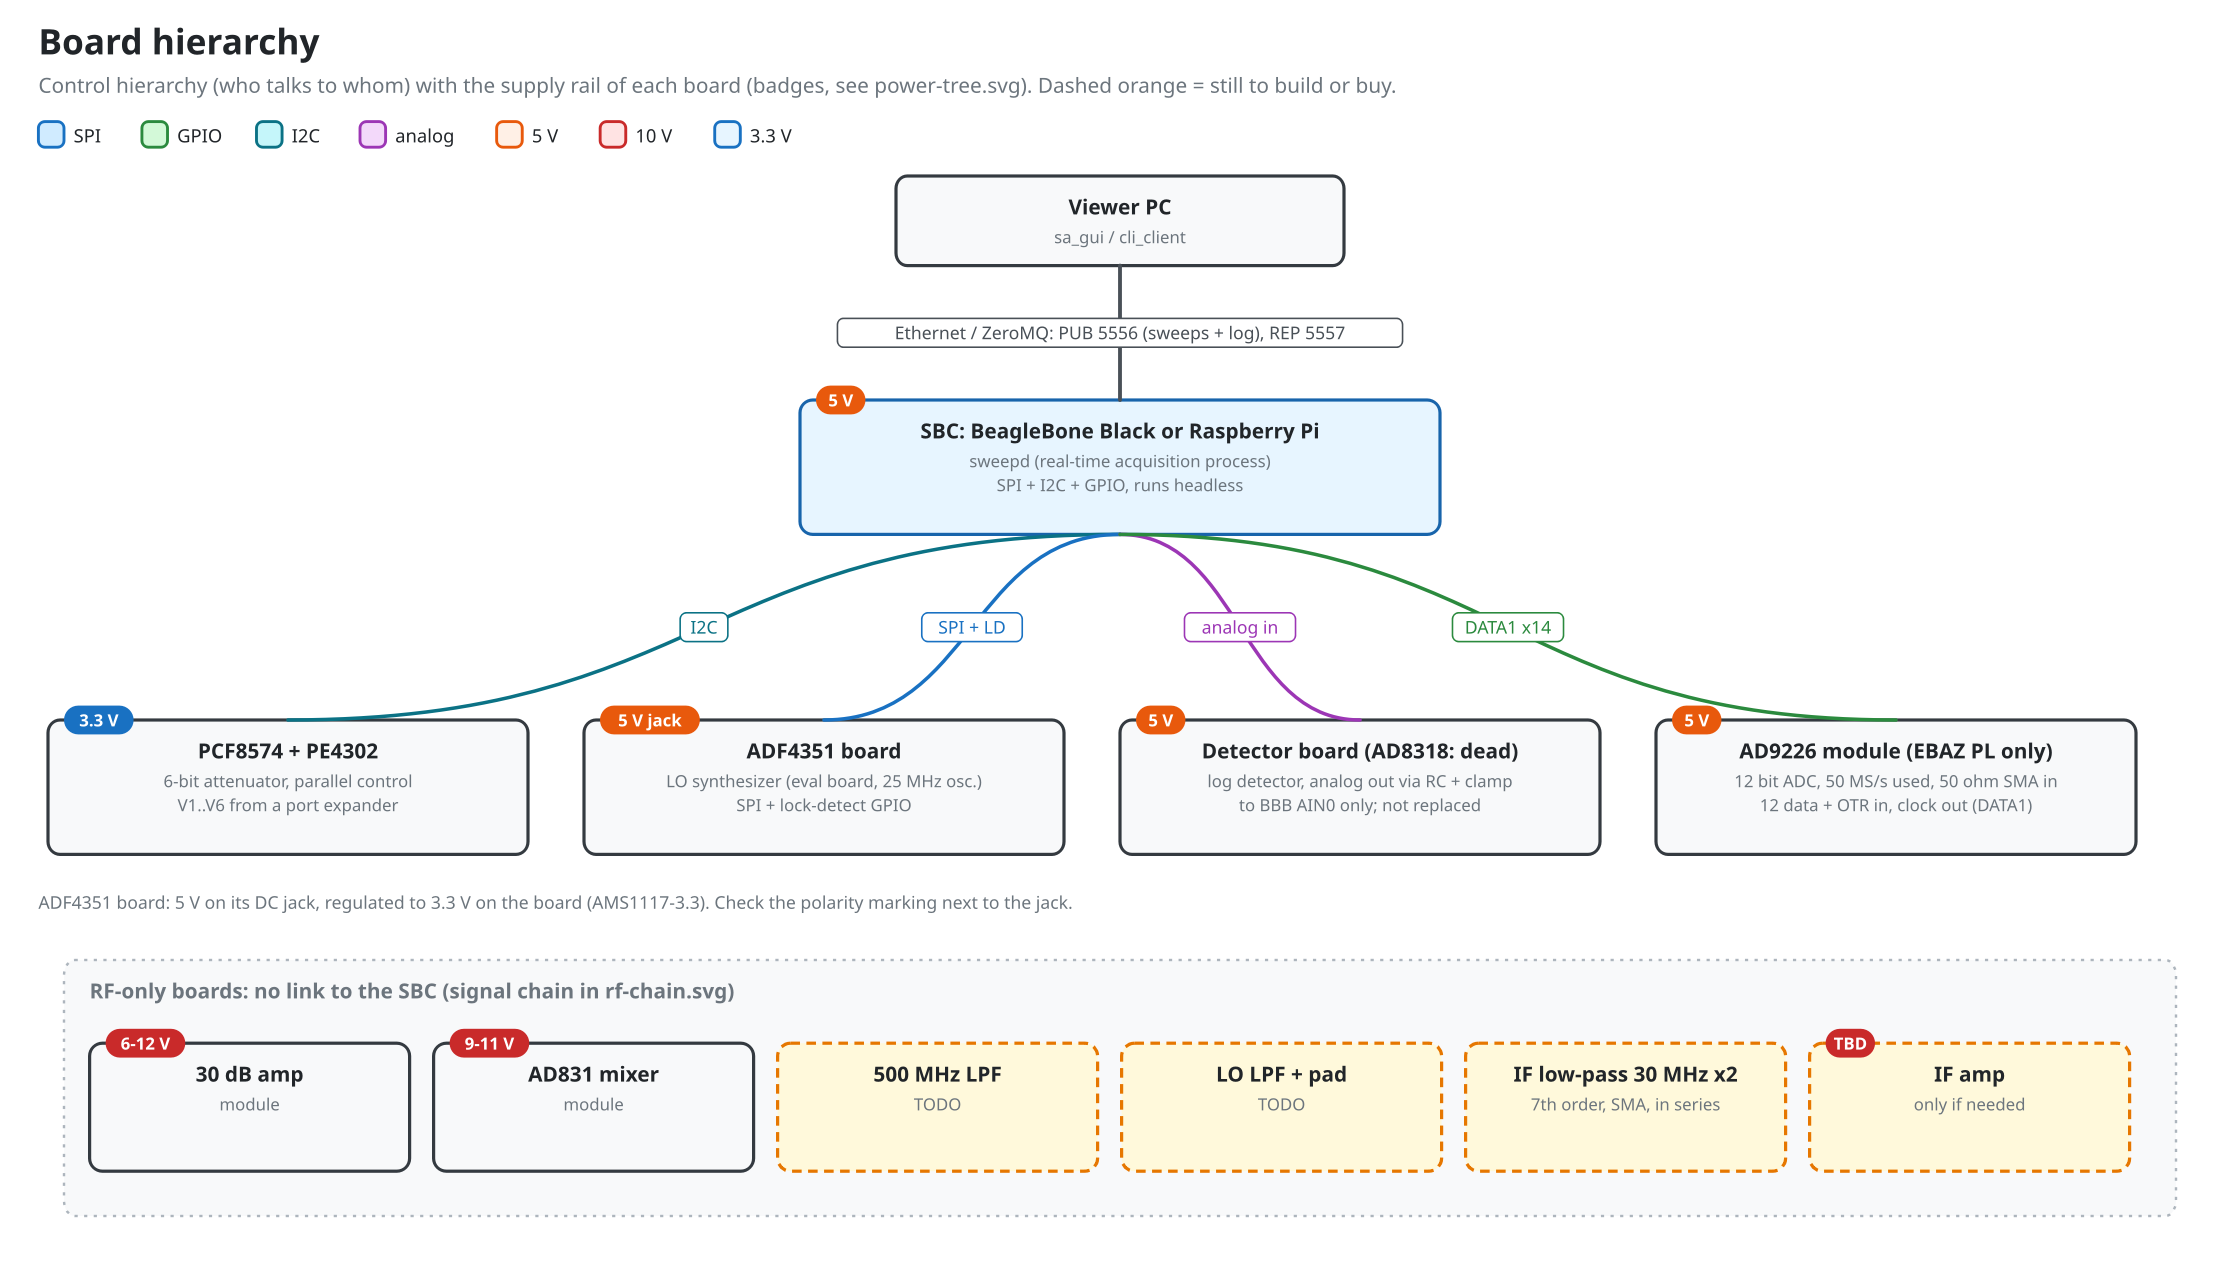 Board hierarchy
Control hierarchy (who talks to whom) with the supply rail of each board (badges, see power-tree.svg). Dashed orange = still to build or buy.
SPI GPIO I2C analog 5 V 10 V 3.3 V
Viewer PC
sa_gui / cli_client
Ethernet / ZeroMQ: PUB 5556 (sweeps + log), REP 5557
5 V
SBC: BeagleBone Black or Raspberry Pi
sweepd (real-time acquisition process)
SPI + I2C + GPIO, runs headless
I2C
SPI + LD
analog in
DATA1 x14
3.3 V
PCF8574 + PE4302
6-bit attenuator, parallel control
V1..V6 from a port expander
5 V jack
ADF4351 board
LO synthesizer (eval board, 25 MHz osc.)
SPI + lock-detect GPIO
5 V
Detector board (AD8318: dead)
log detector, analog out via RC + clamp
to BBB AIN0 only; not replaced
5 V
AD9226 module (EBAZ PL only)
12 bit ADC, 50 MS/s used, 50 ohm SMA in
12 data + OTR in, clock out (DATA1)
ADF4351 board: 5 V on its DC jack, regulated to 3.3 V on the board (AMS1117-3.3). Check the polarity marking next to the jack.
RF-only boards: no link to the SBC (signal chain in rf-chain.svg)
6-12 V
30 dB amp
module
9-11 V
AD831 mixer
module
500 MHz LPF
TODO
LO LPF + pad
TODO
IF low-pass 30 MHz x2
7th order, SMA, in series
TBD
IF amp
only if needed